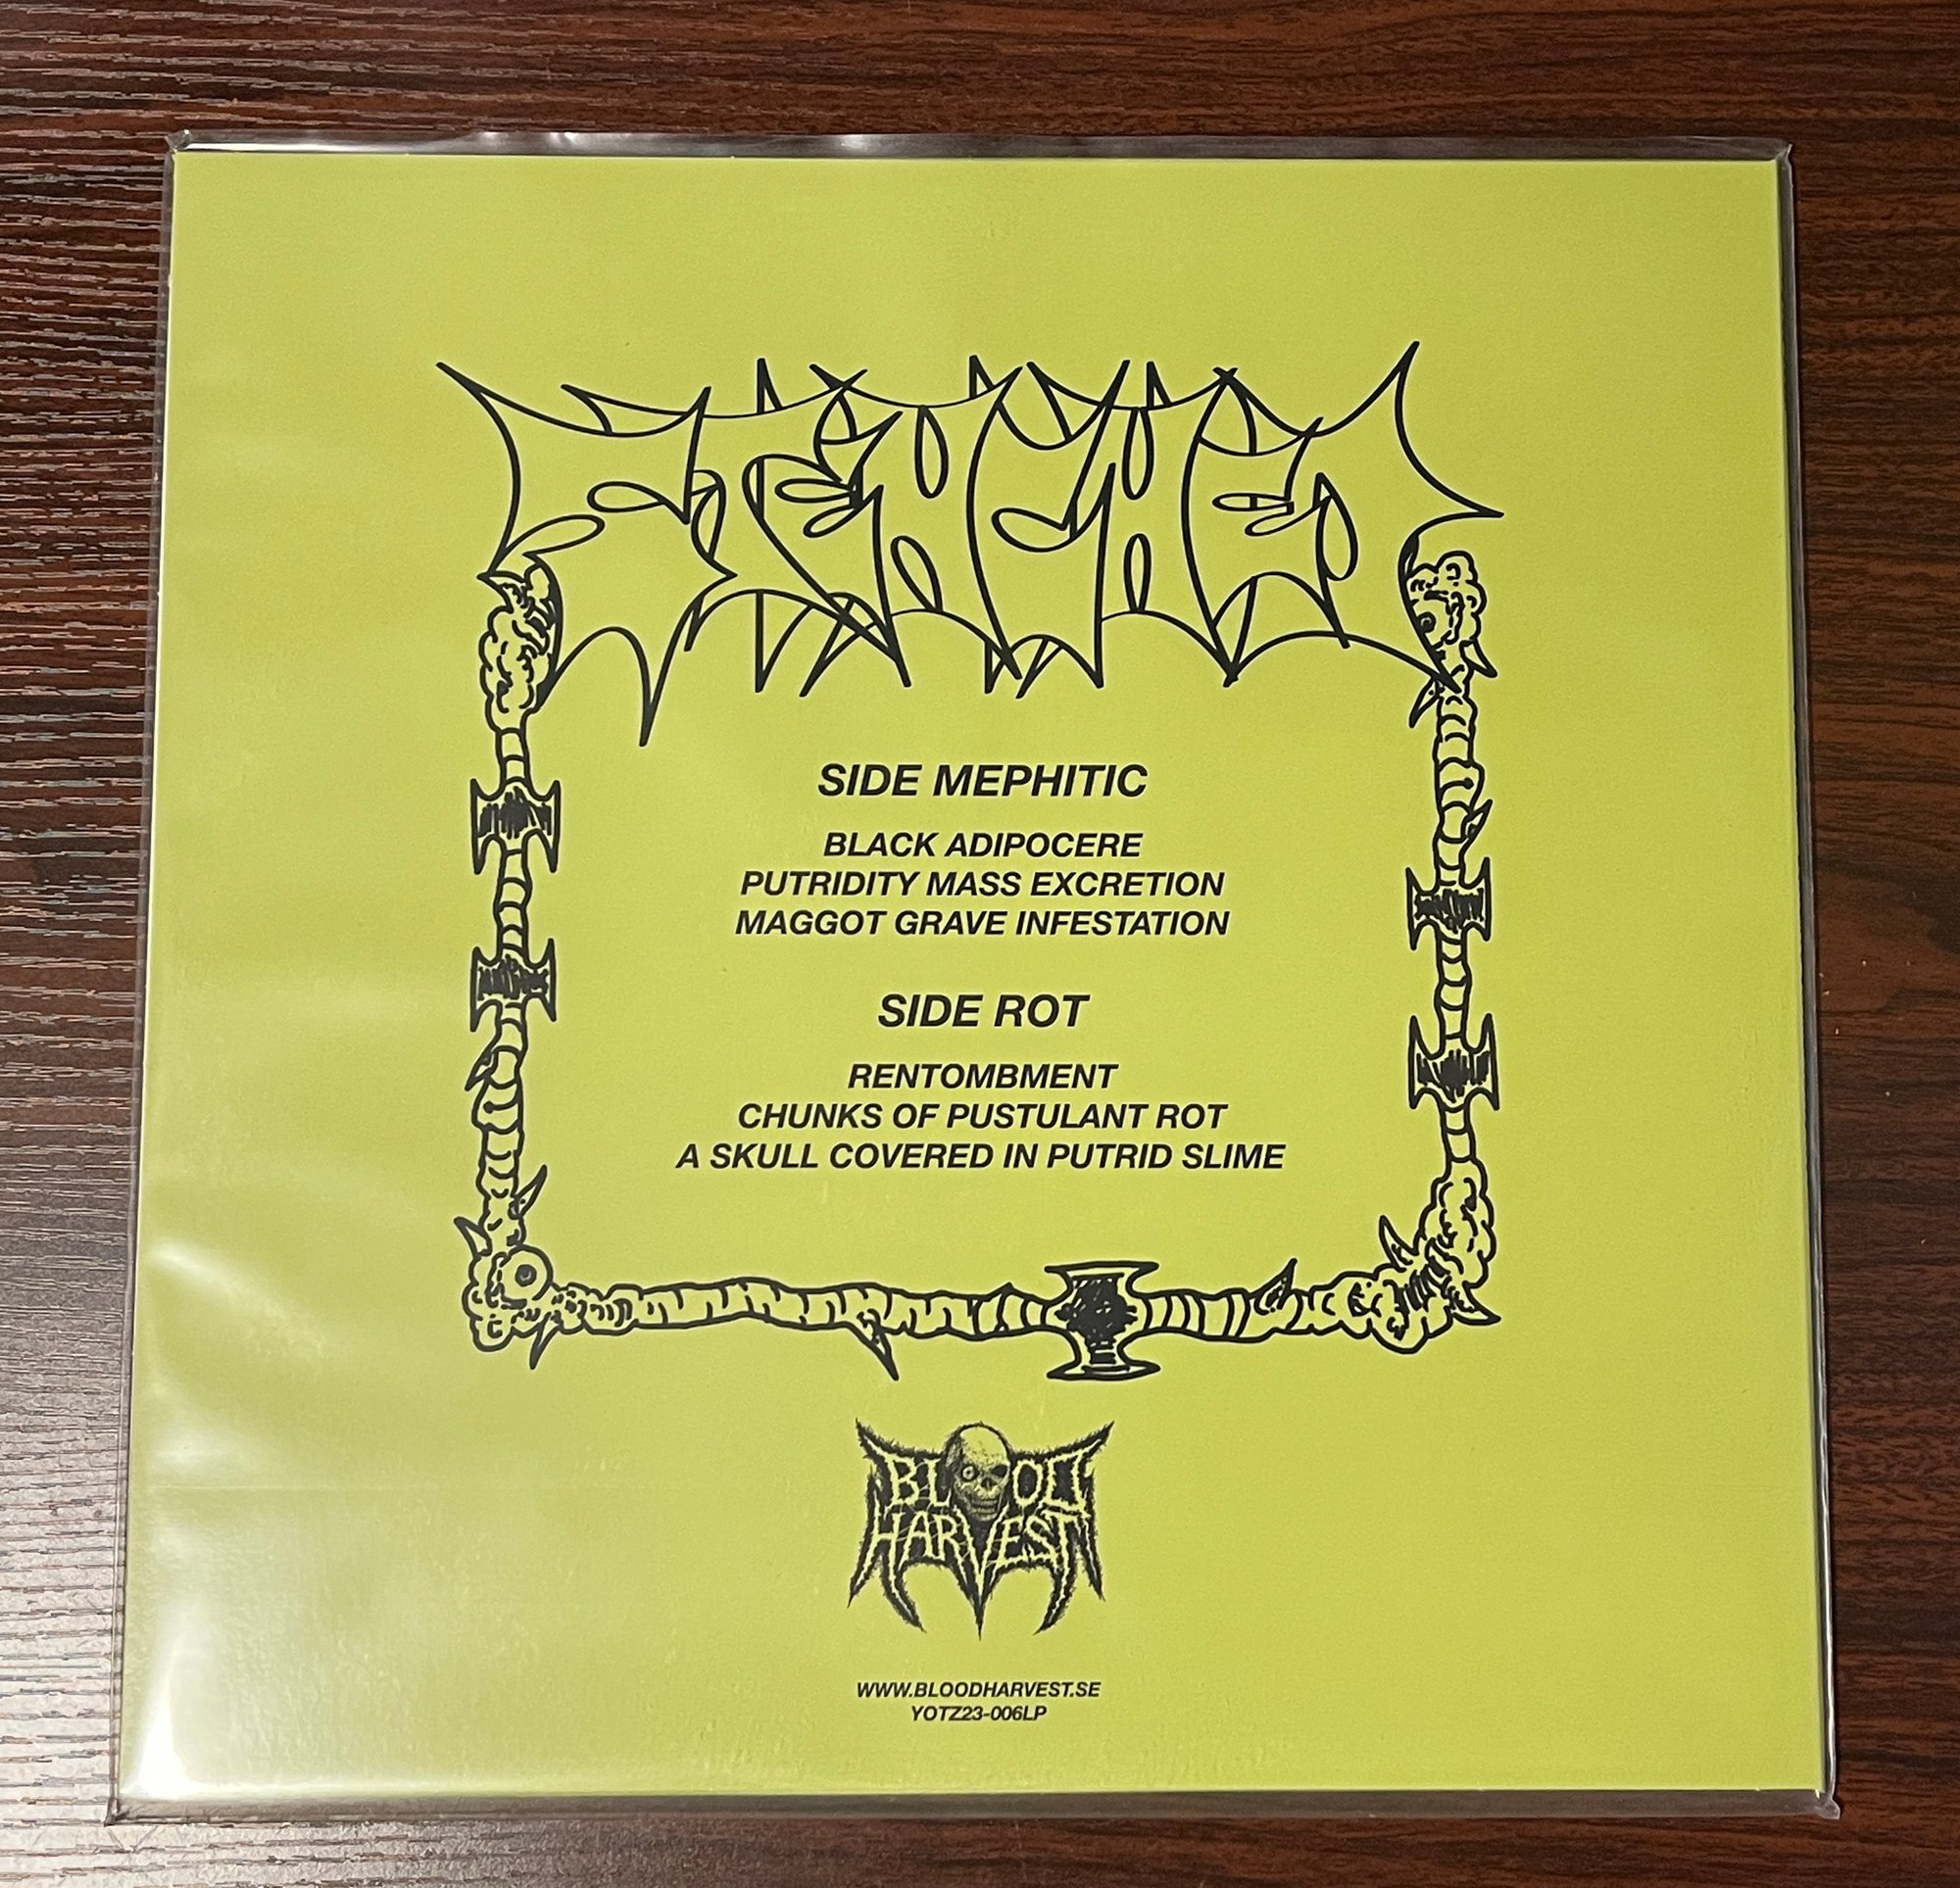 STENCHED
SIDE MEPHITIC
BLACK ADIPOCERE
PUTRIDITY MASS EXCRETION
MAGGOT GRAVE INFESTATION
SIDE ROT
RENTOMBMENT
CHUNKS OF PUSTULANT ROT
A SKULL COVERED IN PUTRID SLIME
BLOOD
HARVEST
WWW.BLOODHARVEST.SE
YOTZ23-006LP